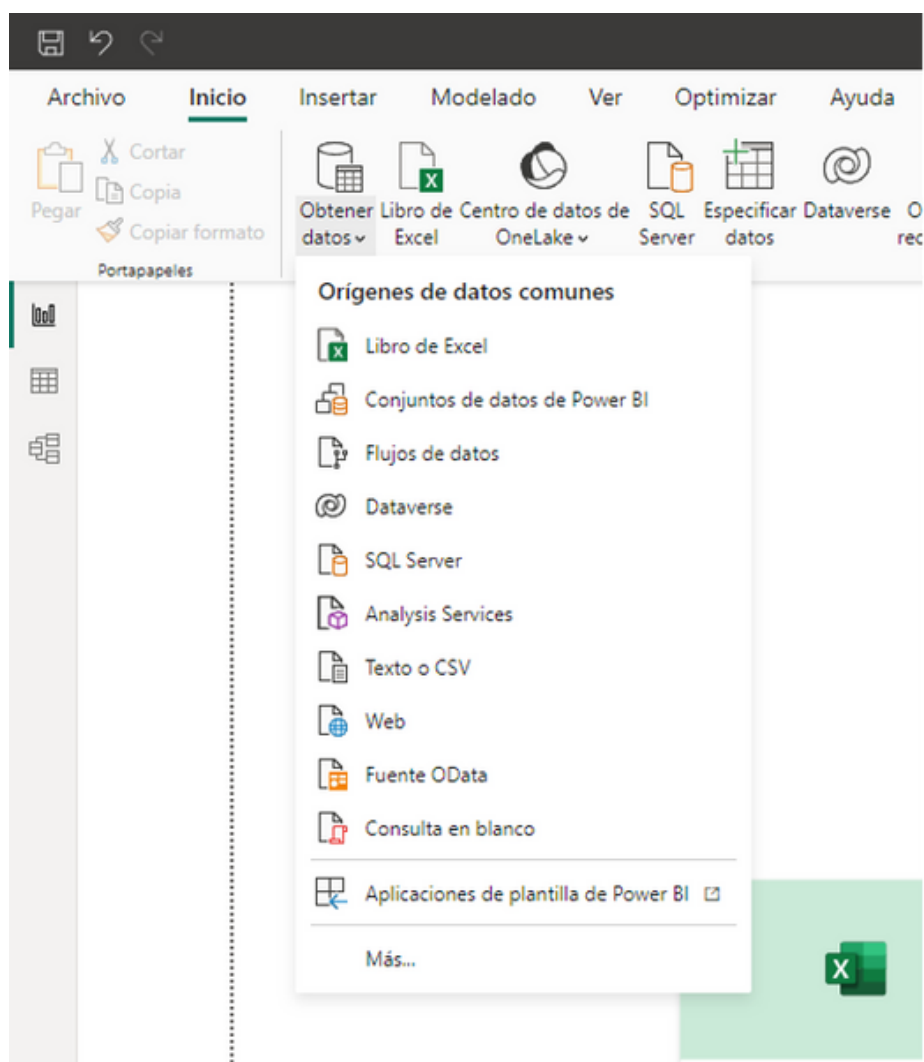 Archivo Inicio Insertar Modelado Ver Optimizar Ayuda
Pegar
Cortar
Copia
Copiar formato
Portapapeles
Obtener datos
Libro de Excel
Centro de datos de OneLake
SQL Server
Especificar datos
Dataverse
Orígenes de datos comunes
Libro de Excel
Conjuntos de datos de Power BI
Flujos de datos
Dataverse
SQL Server
Analysis Services
Texto o CSV
Web
Fuente OData
Consulta en blanco
Aplicaciones de plantilla de Power BI
Más...